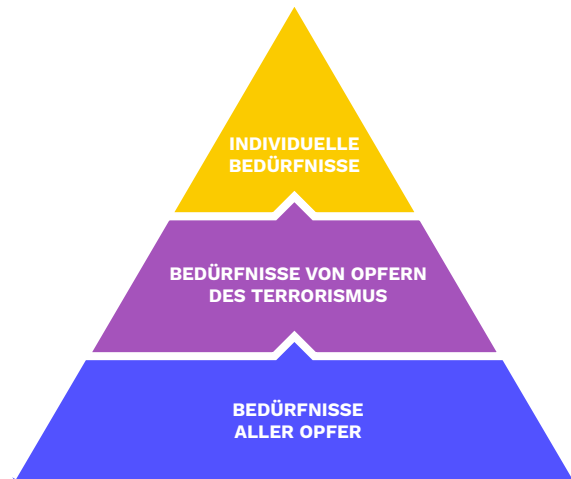 INDIVIDUELLE
BEDÜRFNISSE
BEDÜRFNISSE VON OPFERN
DES TERRORISMUS
BEDÜRFNISSE
ALLER OPFER